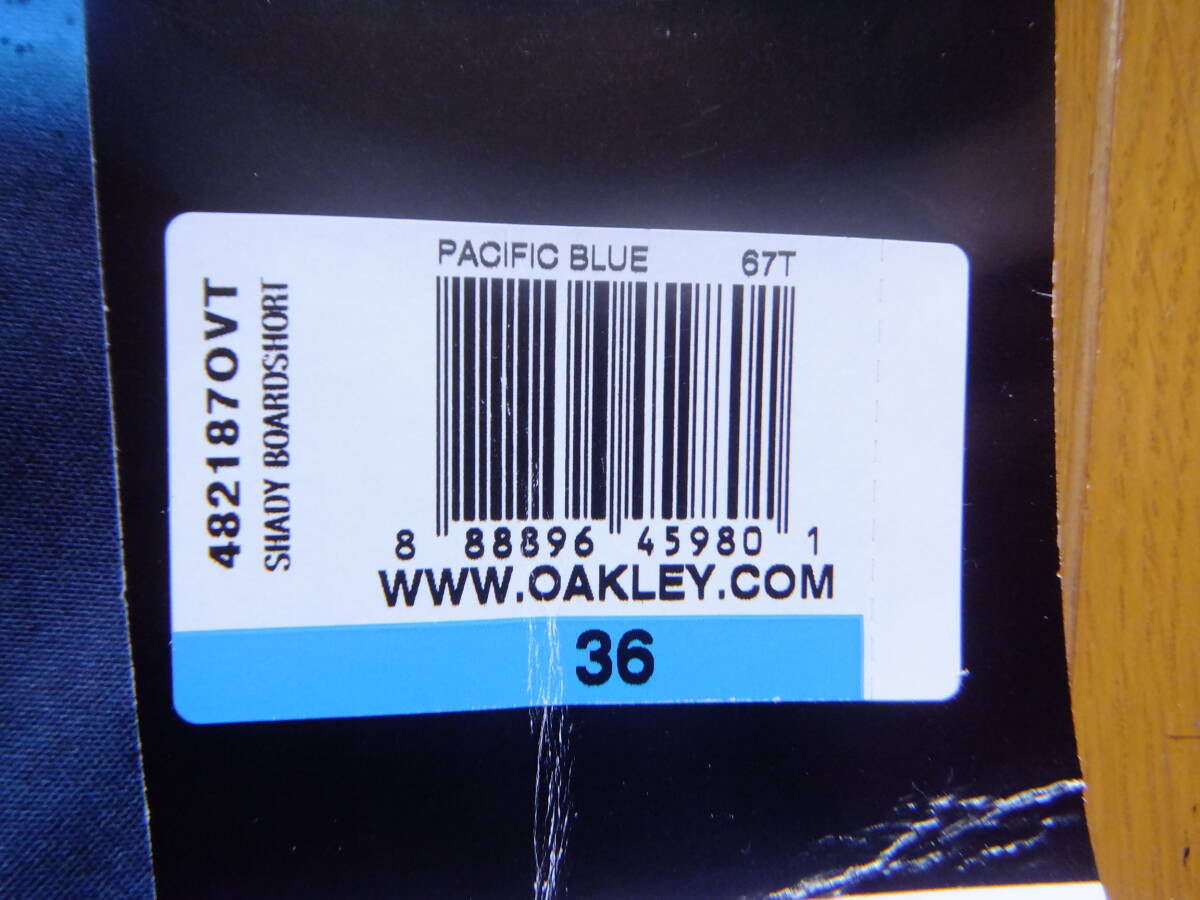 PACIFIC BLUE 67T
482187OVT
SHADY BOARDSHORT
8 88896 45980 1
WWW.OAKLEY.COM
36